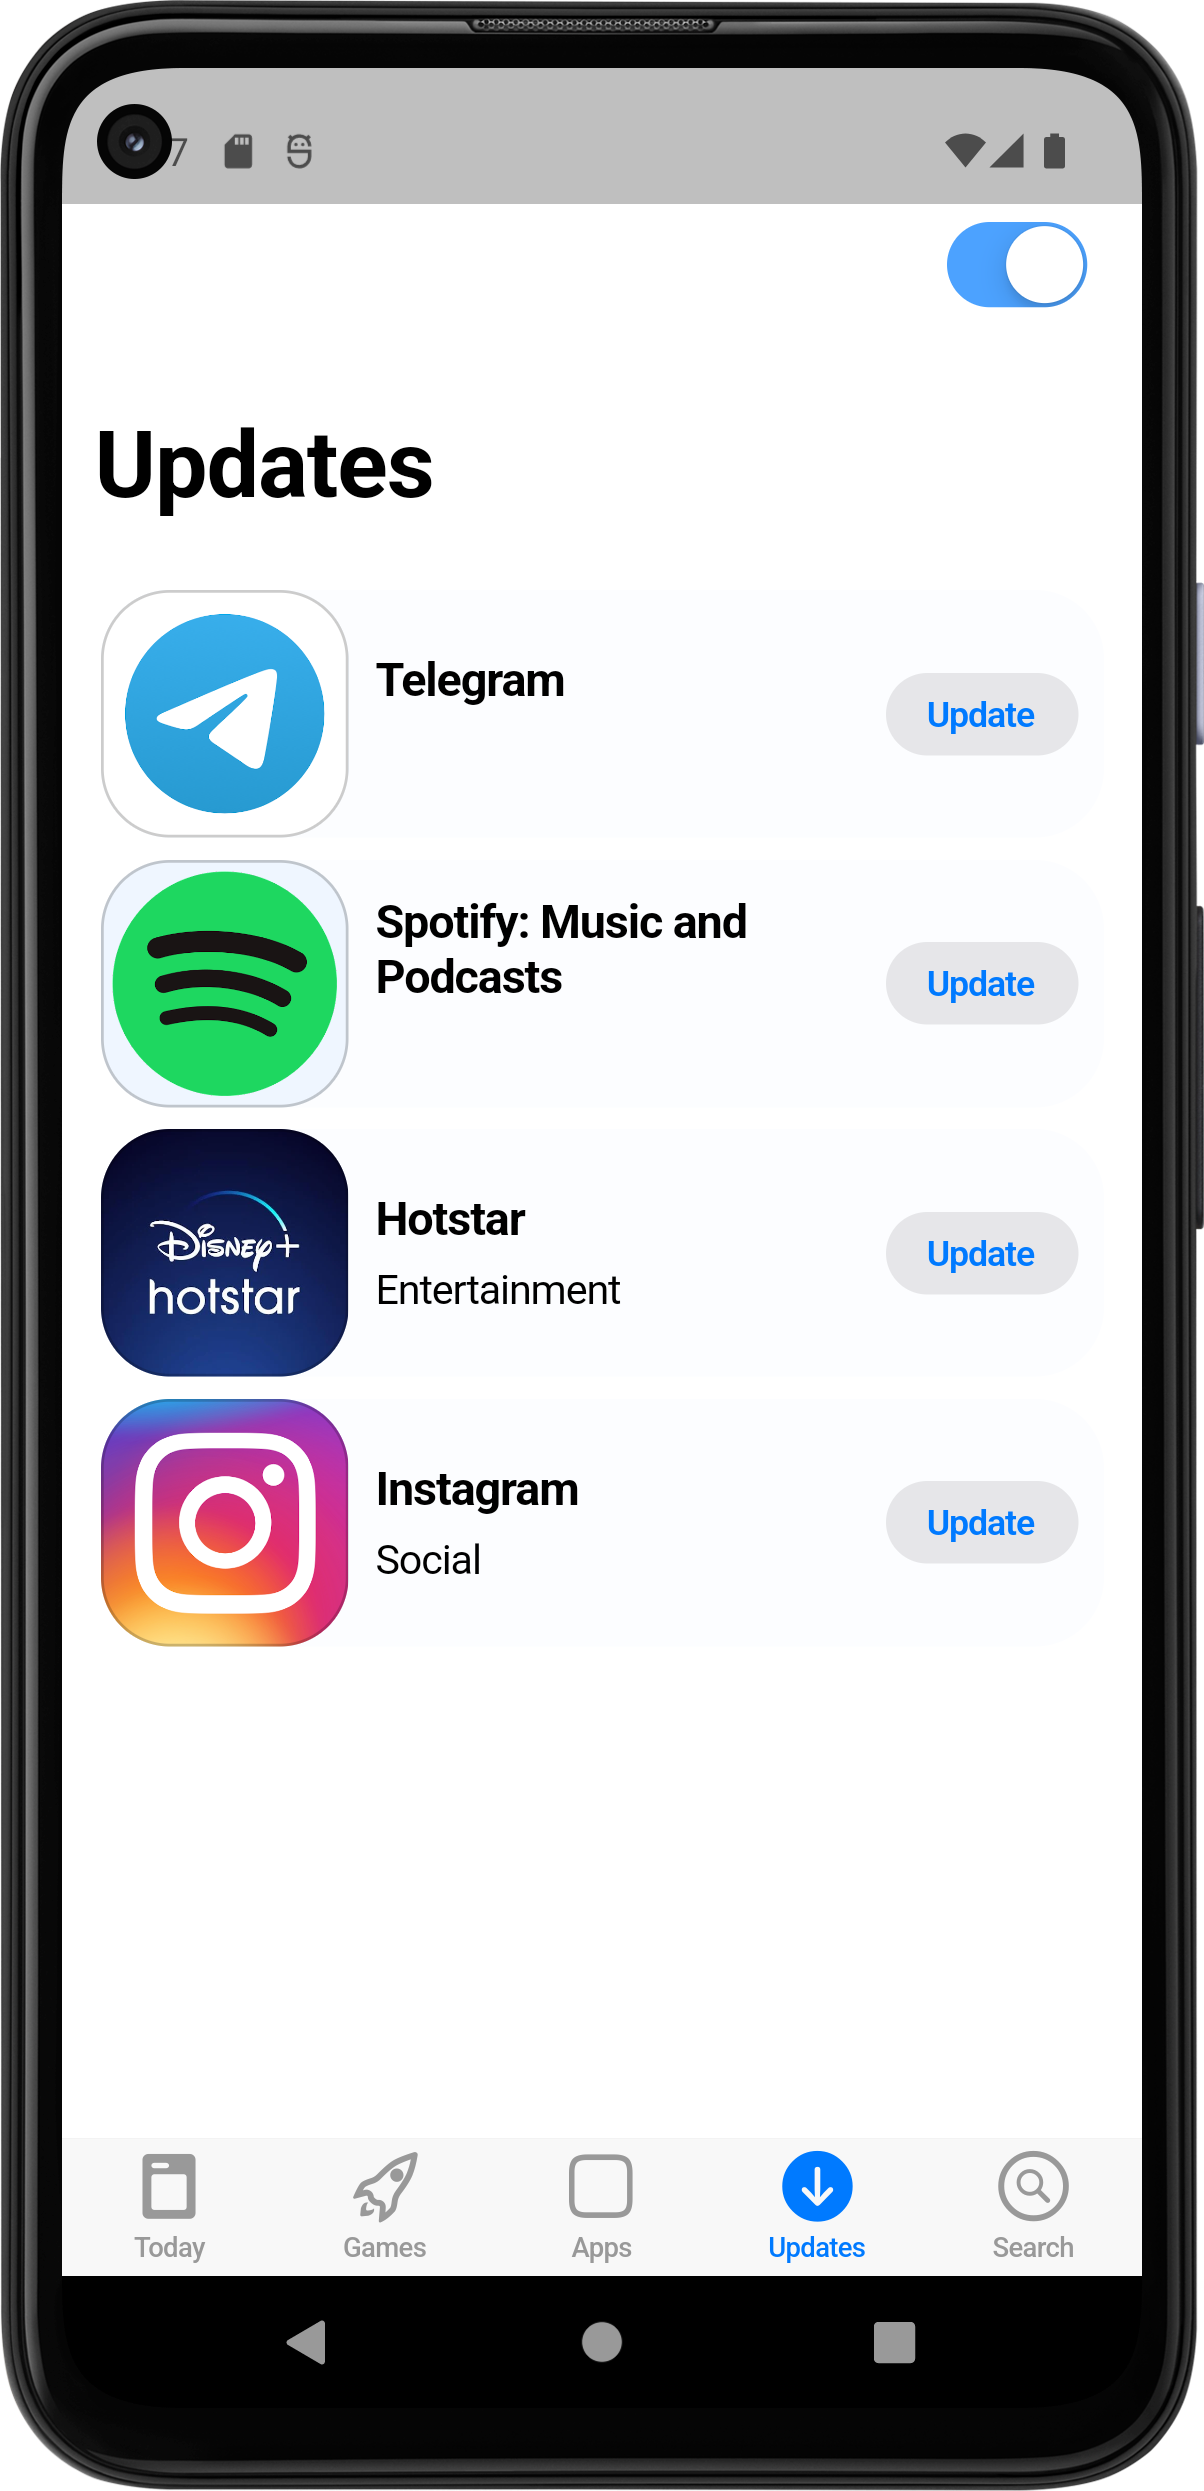 7
Updates
Telegram
Update
Spotify: Music and
Podcasts
Update
Disney+
hotstar
Hotstar
Entertainment
Update
Instagram
Social
Update
Today
Games
Apps
Updates
Search